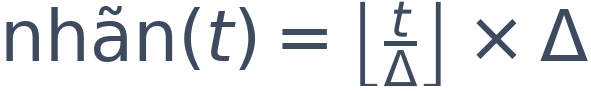 nhãn(t) = ⌊t/Δ⌋ × Δ